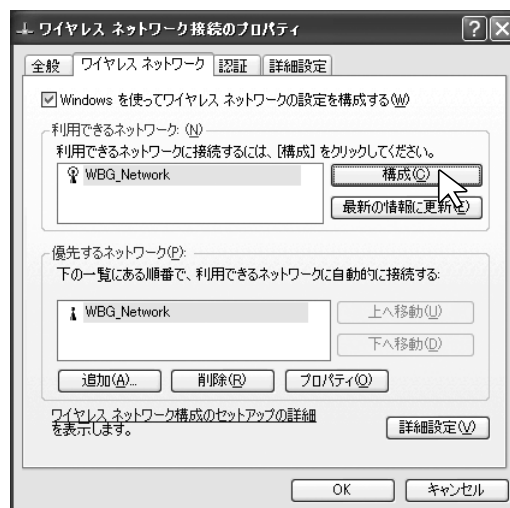 ワイヤレス ネットワーク接続のプロパティ
全般 ワイヤレス ネットワーク 認証 詳細設定
Windows を使ってワイヤレス ネットワークの設定を構成する(W)
利用できるネットワーク: (N)
利用できるネットワークに接続するには、[構成] をクリックしてください。
WBG_Network
構成(C)
最新の情報に更新(E)
優先するネットワーク(P):
下の一覧にある順番で、利用できるネットワークに自動的に接続する:
WBG_Network
上へ移動(U)
下へ移動(D)
追加(A)... 削除(R) プロパティ(O)
ワイヤレス ネットワーク構成のセットアップの詳細
を表示します。
詳細設定(V)
OK キャンセル